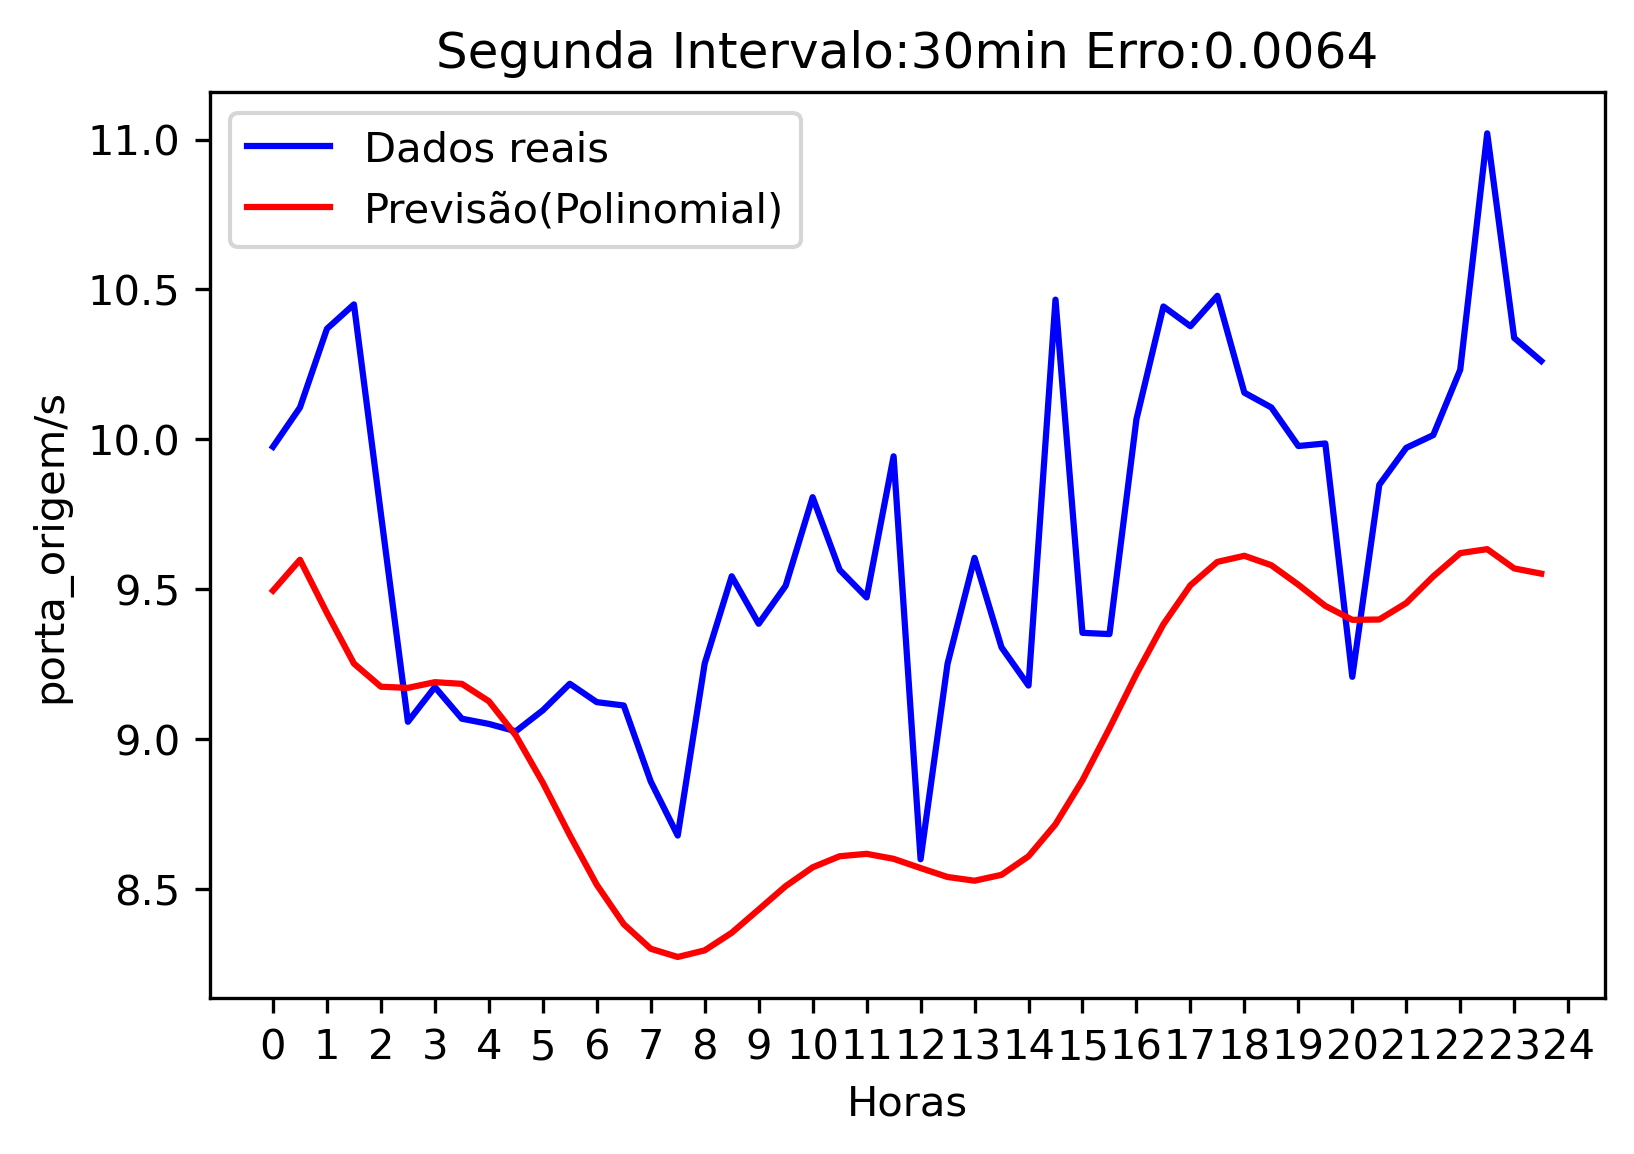 Segunda Intervalo:30min Erro:0.0064
Dados reais
Previsão(Polinomial)
11.0
10.5
10.0
9.5
9.0
8.5
porta_origem/s
0 1 2 3 4 5 6 7 8 9 10 11 12 13 14 15 16 17 18 19 20 21 22 23 24
Horas